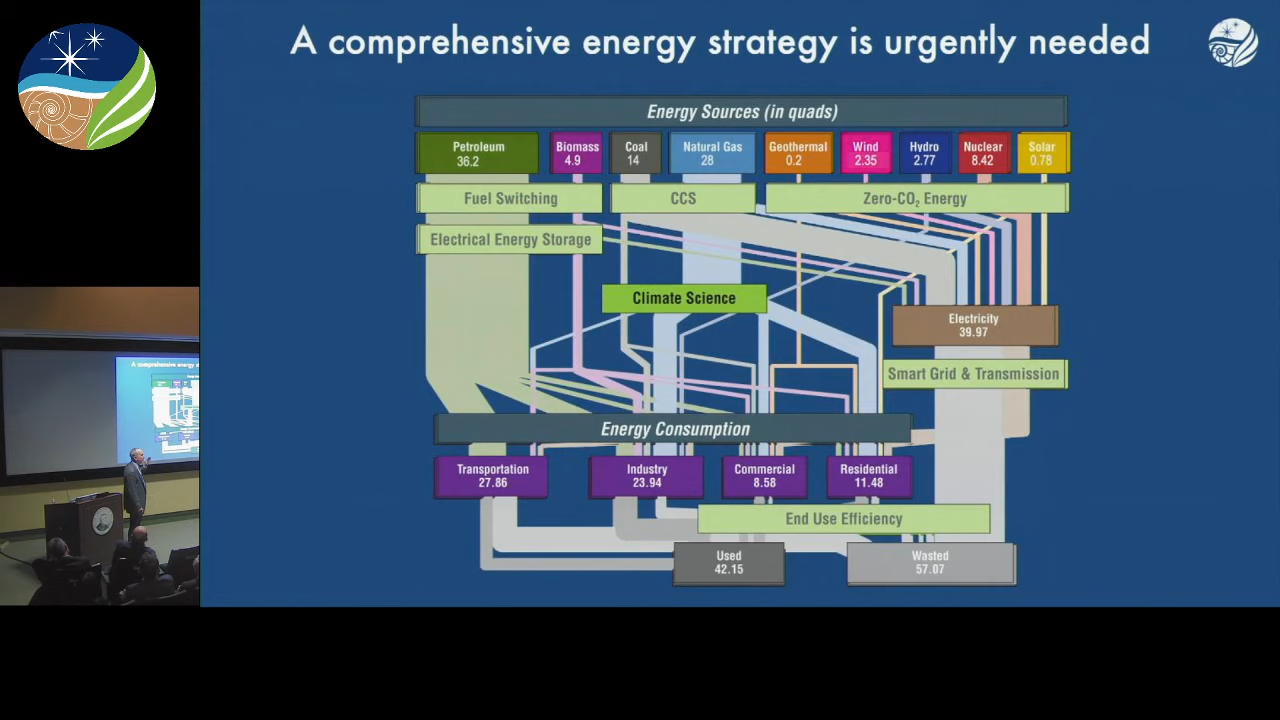 A comprehensive energy strategy is urgently needed
Energy Sources (in quads)
Petroleum
36.2
Biomass
4.9
Coal
14
Natural Gas
28
Geothermal
0.2
Wind
2.35
Hydro
2.77
Nuclear
8.42
Solar
0.78
Fuel Switching
CCS
Zero-CO₂ Energy
Electrical Energy Storage
Climate Science
Electricity
39.97
Smart Grid & Transmission
Energy Consumption
Transportation
27.86
Industry
23.94
Commercial
8.58
Residential
11.48
End Use Efficiency
Used
42.15
Wasted
57.07
A comprehensive energy s